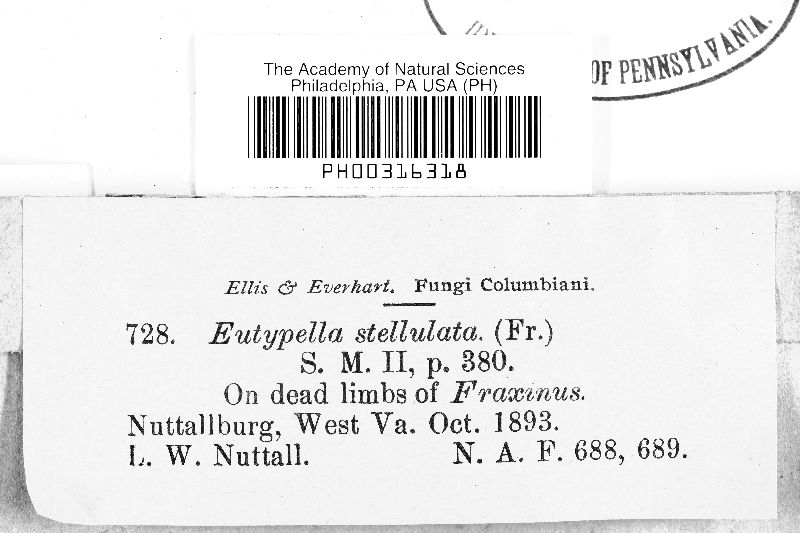 OF PENNSYLVANIA.
The Academy of Natural Sciences
Philadelphia, PA USA (PH)
PH00316318
Ellis & Everhart. Fungi Columbiani.
728. Eutypella stellulata. (Fr.)
S. M. II, p. 380.
On dead limbs of Fraxinus.
Nuttallburg, West Va. Oct. 1893.
L. W. Nuttall. N. A. F. 688, 689.